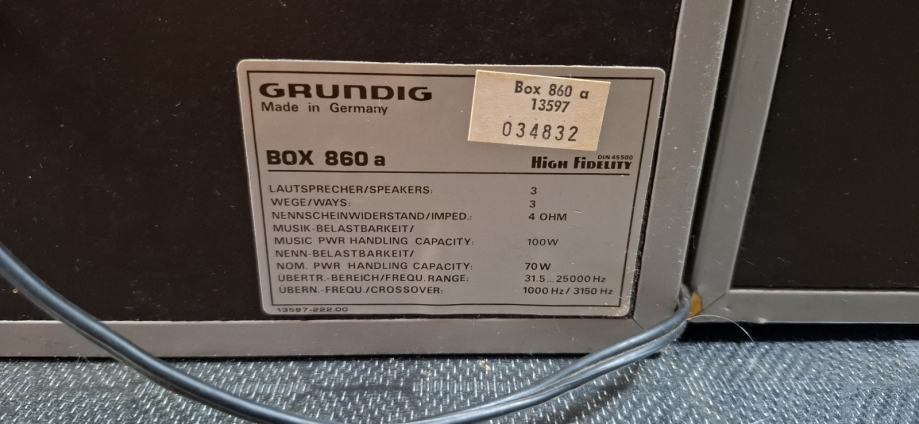 GRUNDIG
Made in Germany
Box 860 a
13597
034832
BOX 860 a
DIN 45500
HIGH FIDELITY
LAUTSPRECHER/SPEAKERS: 3
WEGE/WAYS: 3
NENNSCHEINWIDERSTAND/IMPED.: 4 OHM
MUSIK-BELASTBARKEIT/
MUSIC PWR HANDLING CAPACITY: 100W
NENN-BELASTBARKEIT/
NOM. PWR HANDLING CAPACITY: 70W
ÜBERTR.-BEREICH/FREQU. RANGE: 31.5...25000 Hz
ÜBERN.-FREQU./CROSSOVER: 1000 Hz / 3150 Hz
13597-222.00